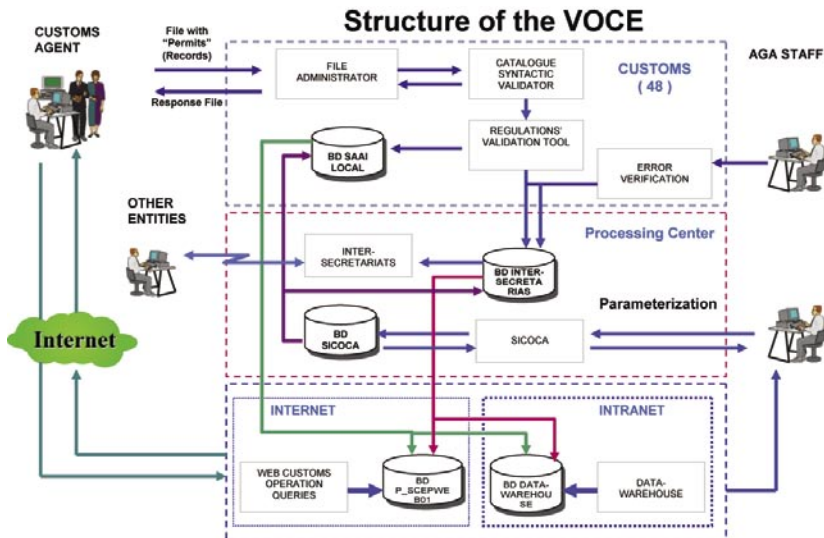 Structure of the VOCE
CUSTOMS
AGENT
File with
"Permits"
(Records)
Response File
FILE
ADMINISTRATOR
CATALOGUE
SYNTACTIC
VALIDATOR
CUSTOMS
( 48 )
AGA STAFF
BD SAAI
LOCAL
REGULATIONS'
VALIDATION TOOL
ERROR
VERIFICATION
OTHER
ENTITIES
INTER-
SECRETARIATS
BD INTER-
SECRETA
RIAS
Processing Center
Parameterization
Internet
BD
SICOCA
SICOCA
INTERNET
INTRANET
WEB CUSTOMS
OPERATION
QUERIES
BD
P_SCEPWE
B01
BD DATA-
WAREHOU
SE
DATA-
WAREHOUSE